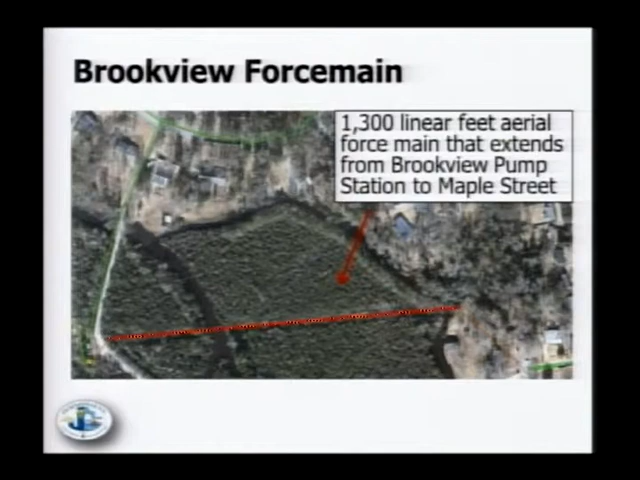 Brookview Forcemain
1,300 linear feet aerial
force main that extends
from Brookview Pump
Station to Maple Street